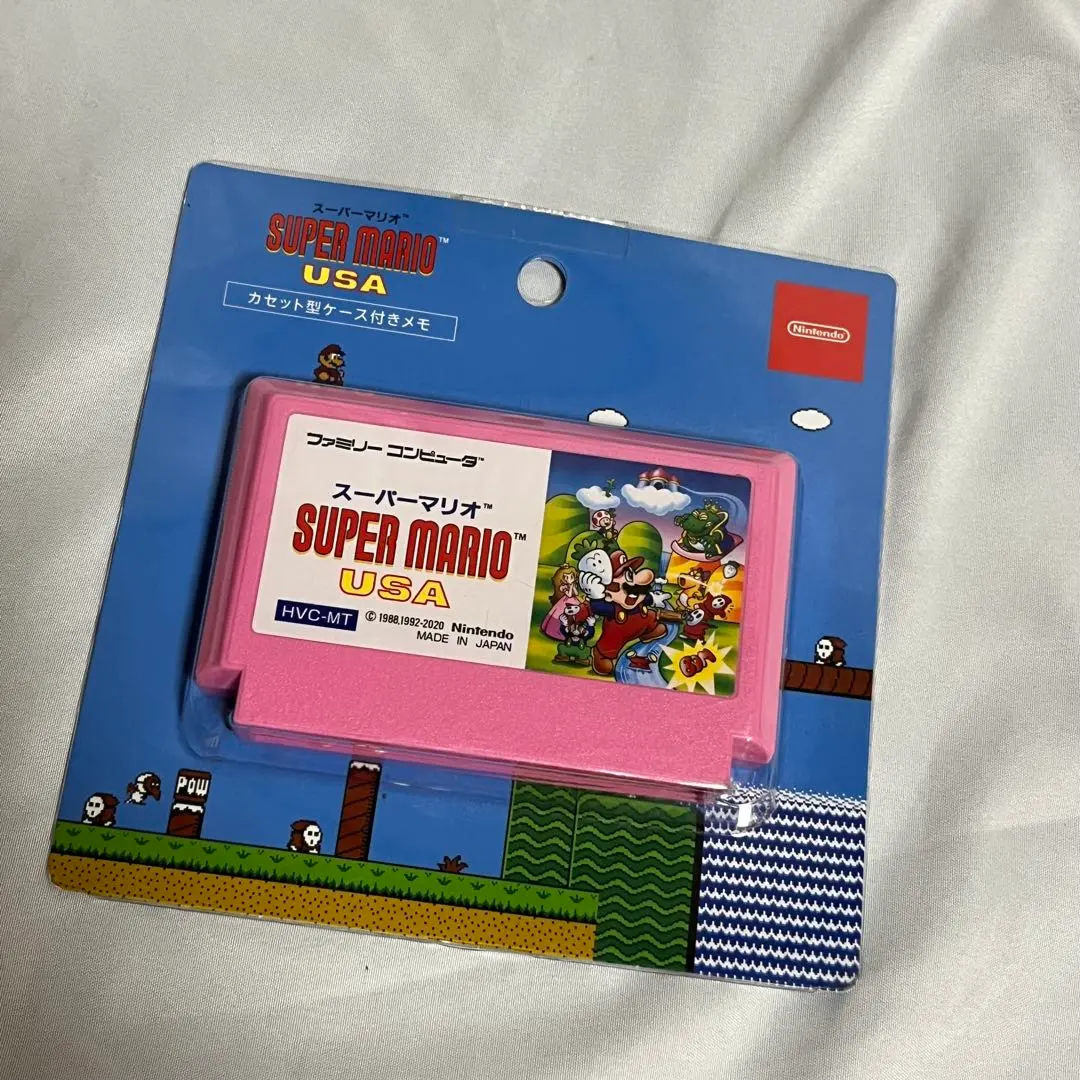 スーパーマリオ™
SUPER MARIO™
USA
カセット型ケース付きメモ
Nintendo
ファミリー コンピュータ™
スーパーマリオ™
SUPER MARIO™
USA
HVC-MT
© 1988,1992-2020 Nintendo
MADE IN JAPAN
POW